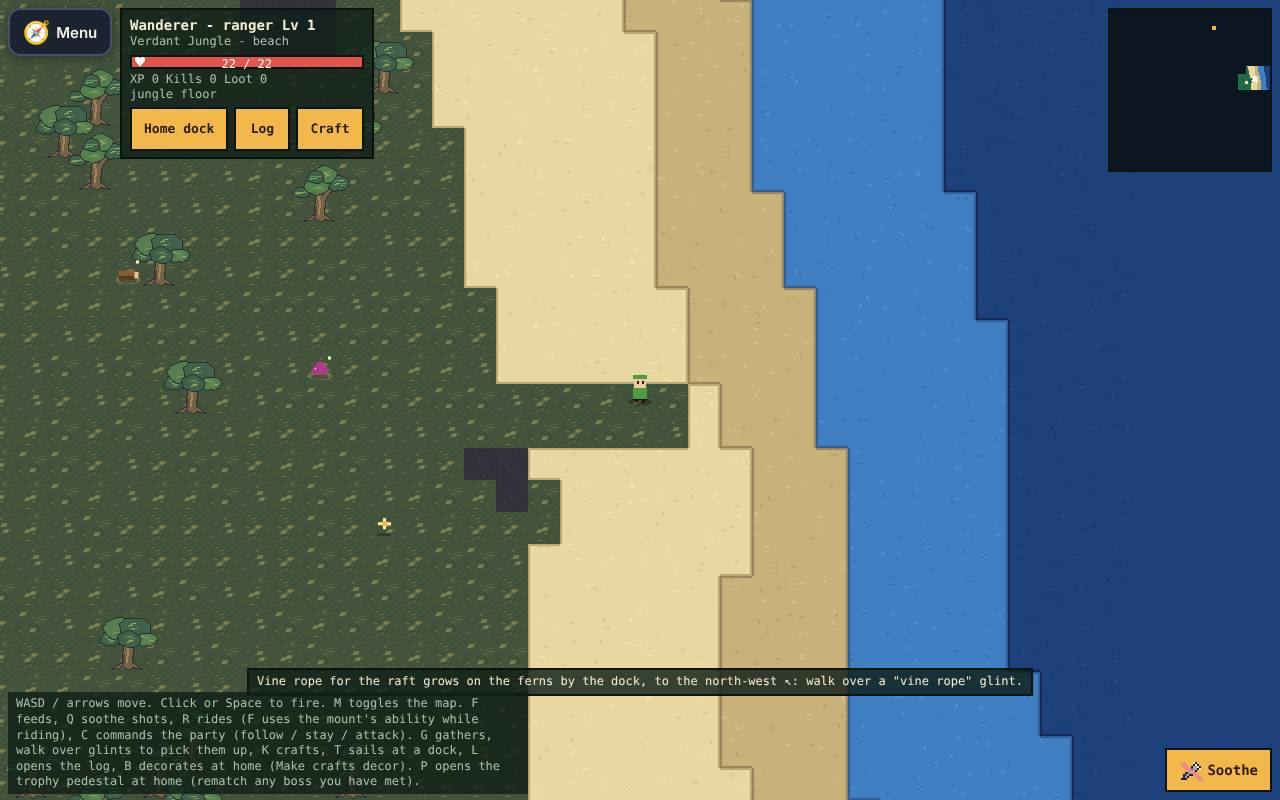 Menu
Wanderer - ranger Lv 1
Verdant Jungle - beach
22 / 22
XP 0 Kills 0 Loot 0
jungle floor
Home dock
Log
Craft
Vine rope for the raft grows on the ferns by the dock, to the north-west ↖: walk over a "vine rope" glint.
WASD / arrows move. Click or Space to fire. M toggles the map. F
feeds, Q soothe shots, R rides (F uses the mount's ability while
riding), C commands the party (follow / stay / attack). G gathers,
walk over glints to pick them up, K crafts, T sails at a dock, L
opens the log, B decorates at home (Make crafts decor). P opens the
trophy pedestal at home (rematch any boss you have met).
Soothe